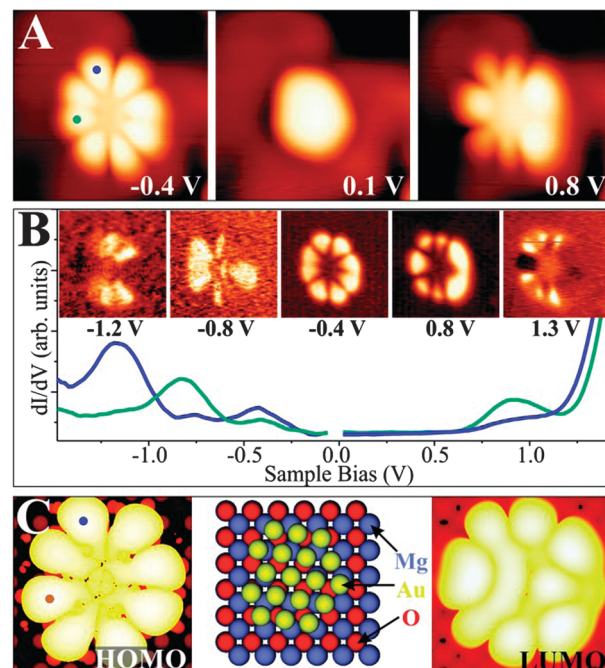 A
-0.4 V
0.1 V
0.8 V
B
-1.2 V
-0.8 V
-0.4 V
0.8 V
1.3 V
dI/dV (arb. units)
-1.0
-0.5
0.0
0.5
1.0
Sample Bias (V)
C
Mg
Au
O
HOMO
LUMO